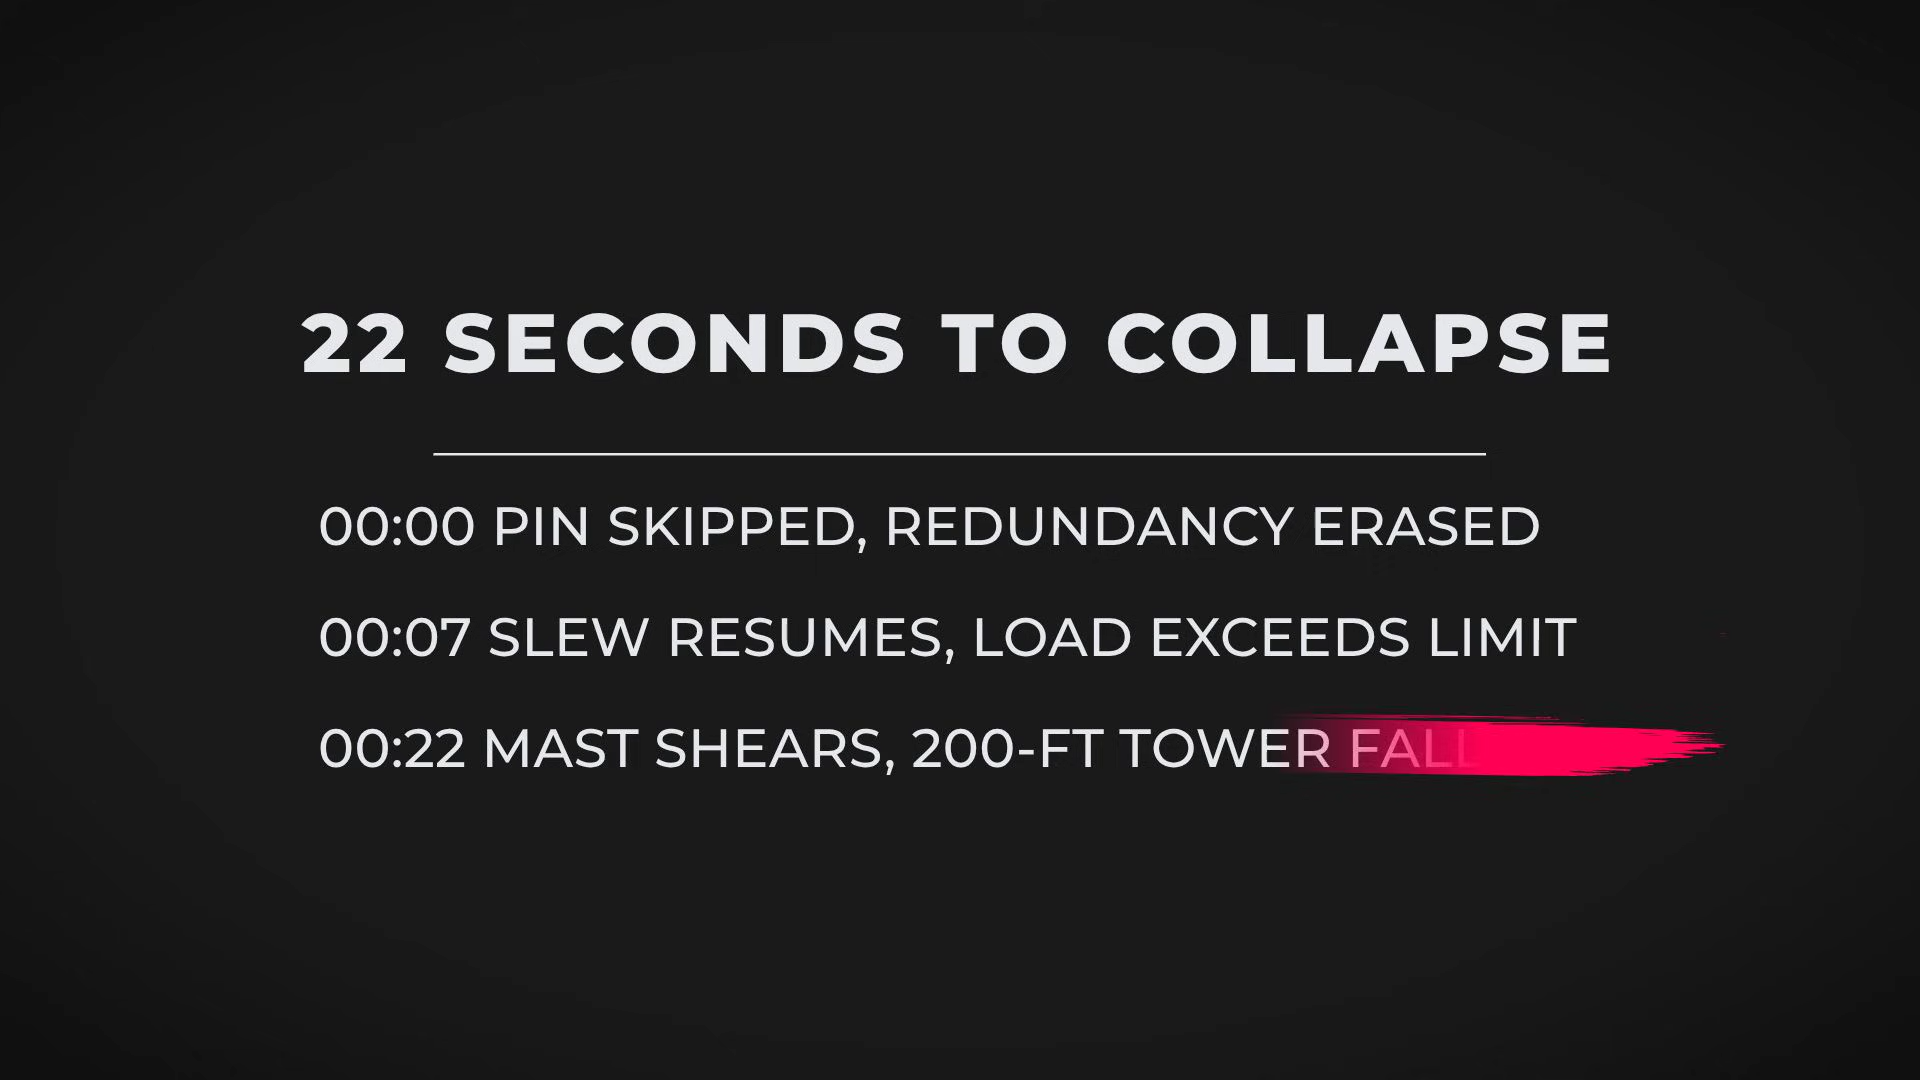 22 SECONDS TO COLLAPSE
00:00 PIN SKIPPED, REDUNDANCY ERASED
00:07 SLEW RESUMES, LOAD EXCEEDS LIMIT
00:22 MAST SHEARS, 200-FT TOWER FALL